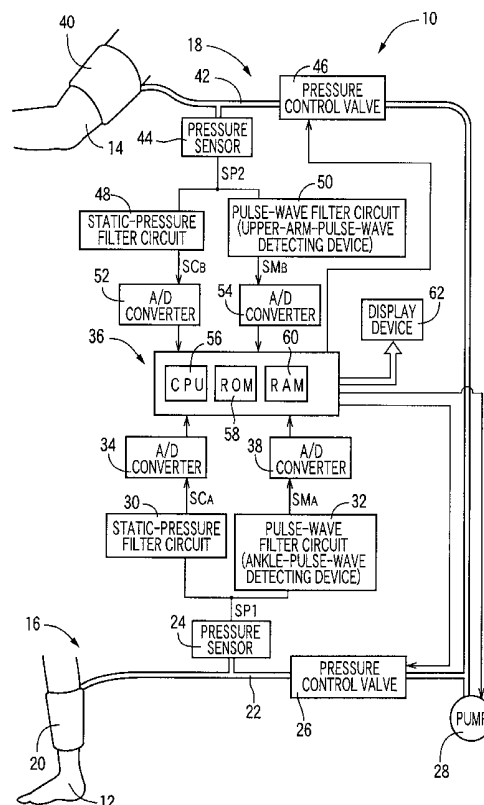 40
18
10
46
42
PRESSURE
CONTROL VALVE
14
44
PRESSURE
SENSOR
SP2
48
50
STATIC-PRESSURE
FILTER CIRCUIT
PULSE-WAVE FILTER CIRCUIT
(UPPER-ARM-PULSE-WAVE
DETECTING DEVICE)
SCB
SMB
52
54
62
A/D
CONVERTER
A/D
CONVERTER
DISPLAY
DEVICE
36
56
60
CPU
ROM
RAM
58
34
38
A/D
CONVERTER
A/D
CONVERTER
30
SCA
SMA
32
STATIC-PRESSURE
FILTER CIRCUIT
PULSE-WAVE
FILTER CIRCUIT
(ANKLE-PULSE-WAVE
DETECTING DEVICE)
SP1
16
24
PRESSURE
SENSOR
PRESSURE
CONTROL VALVE
22
26
PUMP
20
28
12